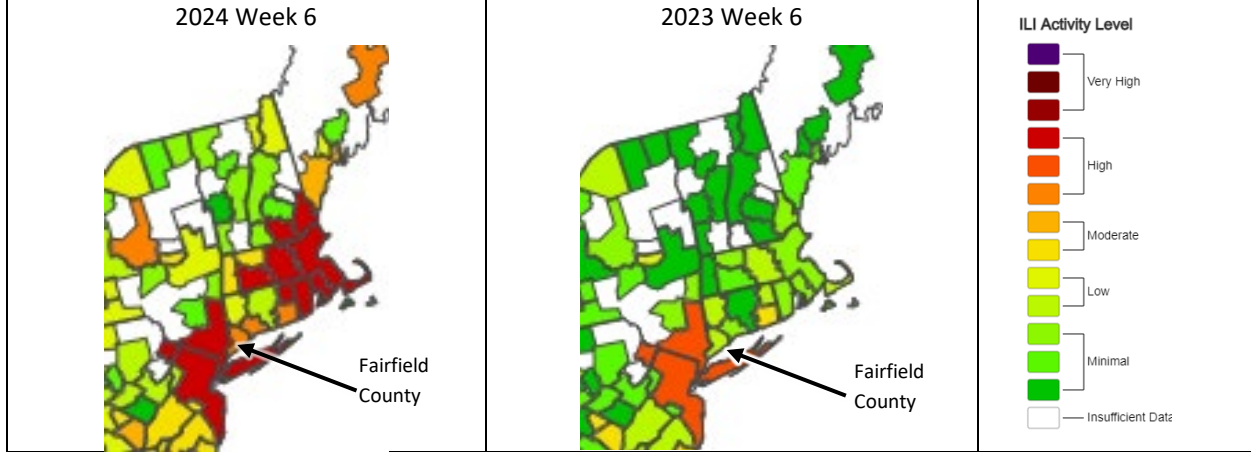 2024 Week 6
2023 Week 6
Fairfield
County
Fairfield
County
ILI Activity Level
Very High
High
Moderate
Low
Minimal
Insufficient Data